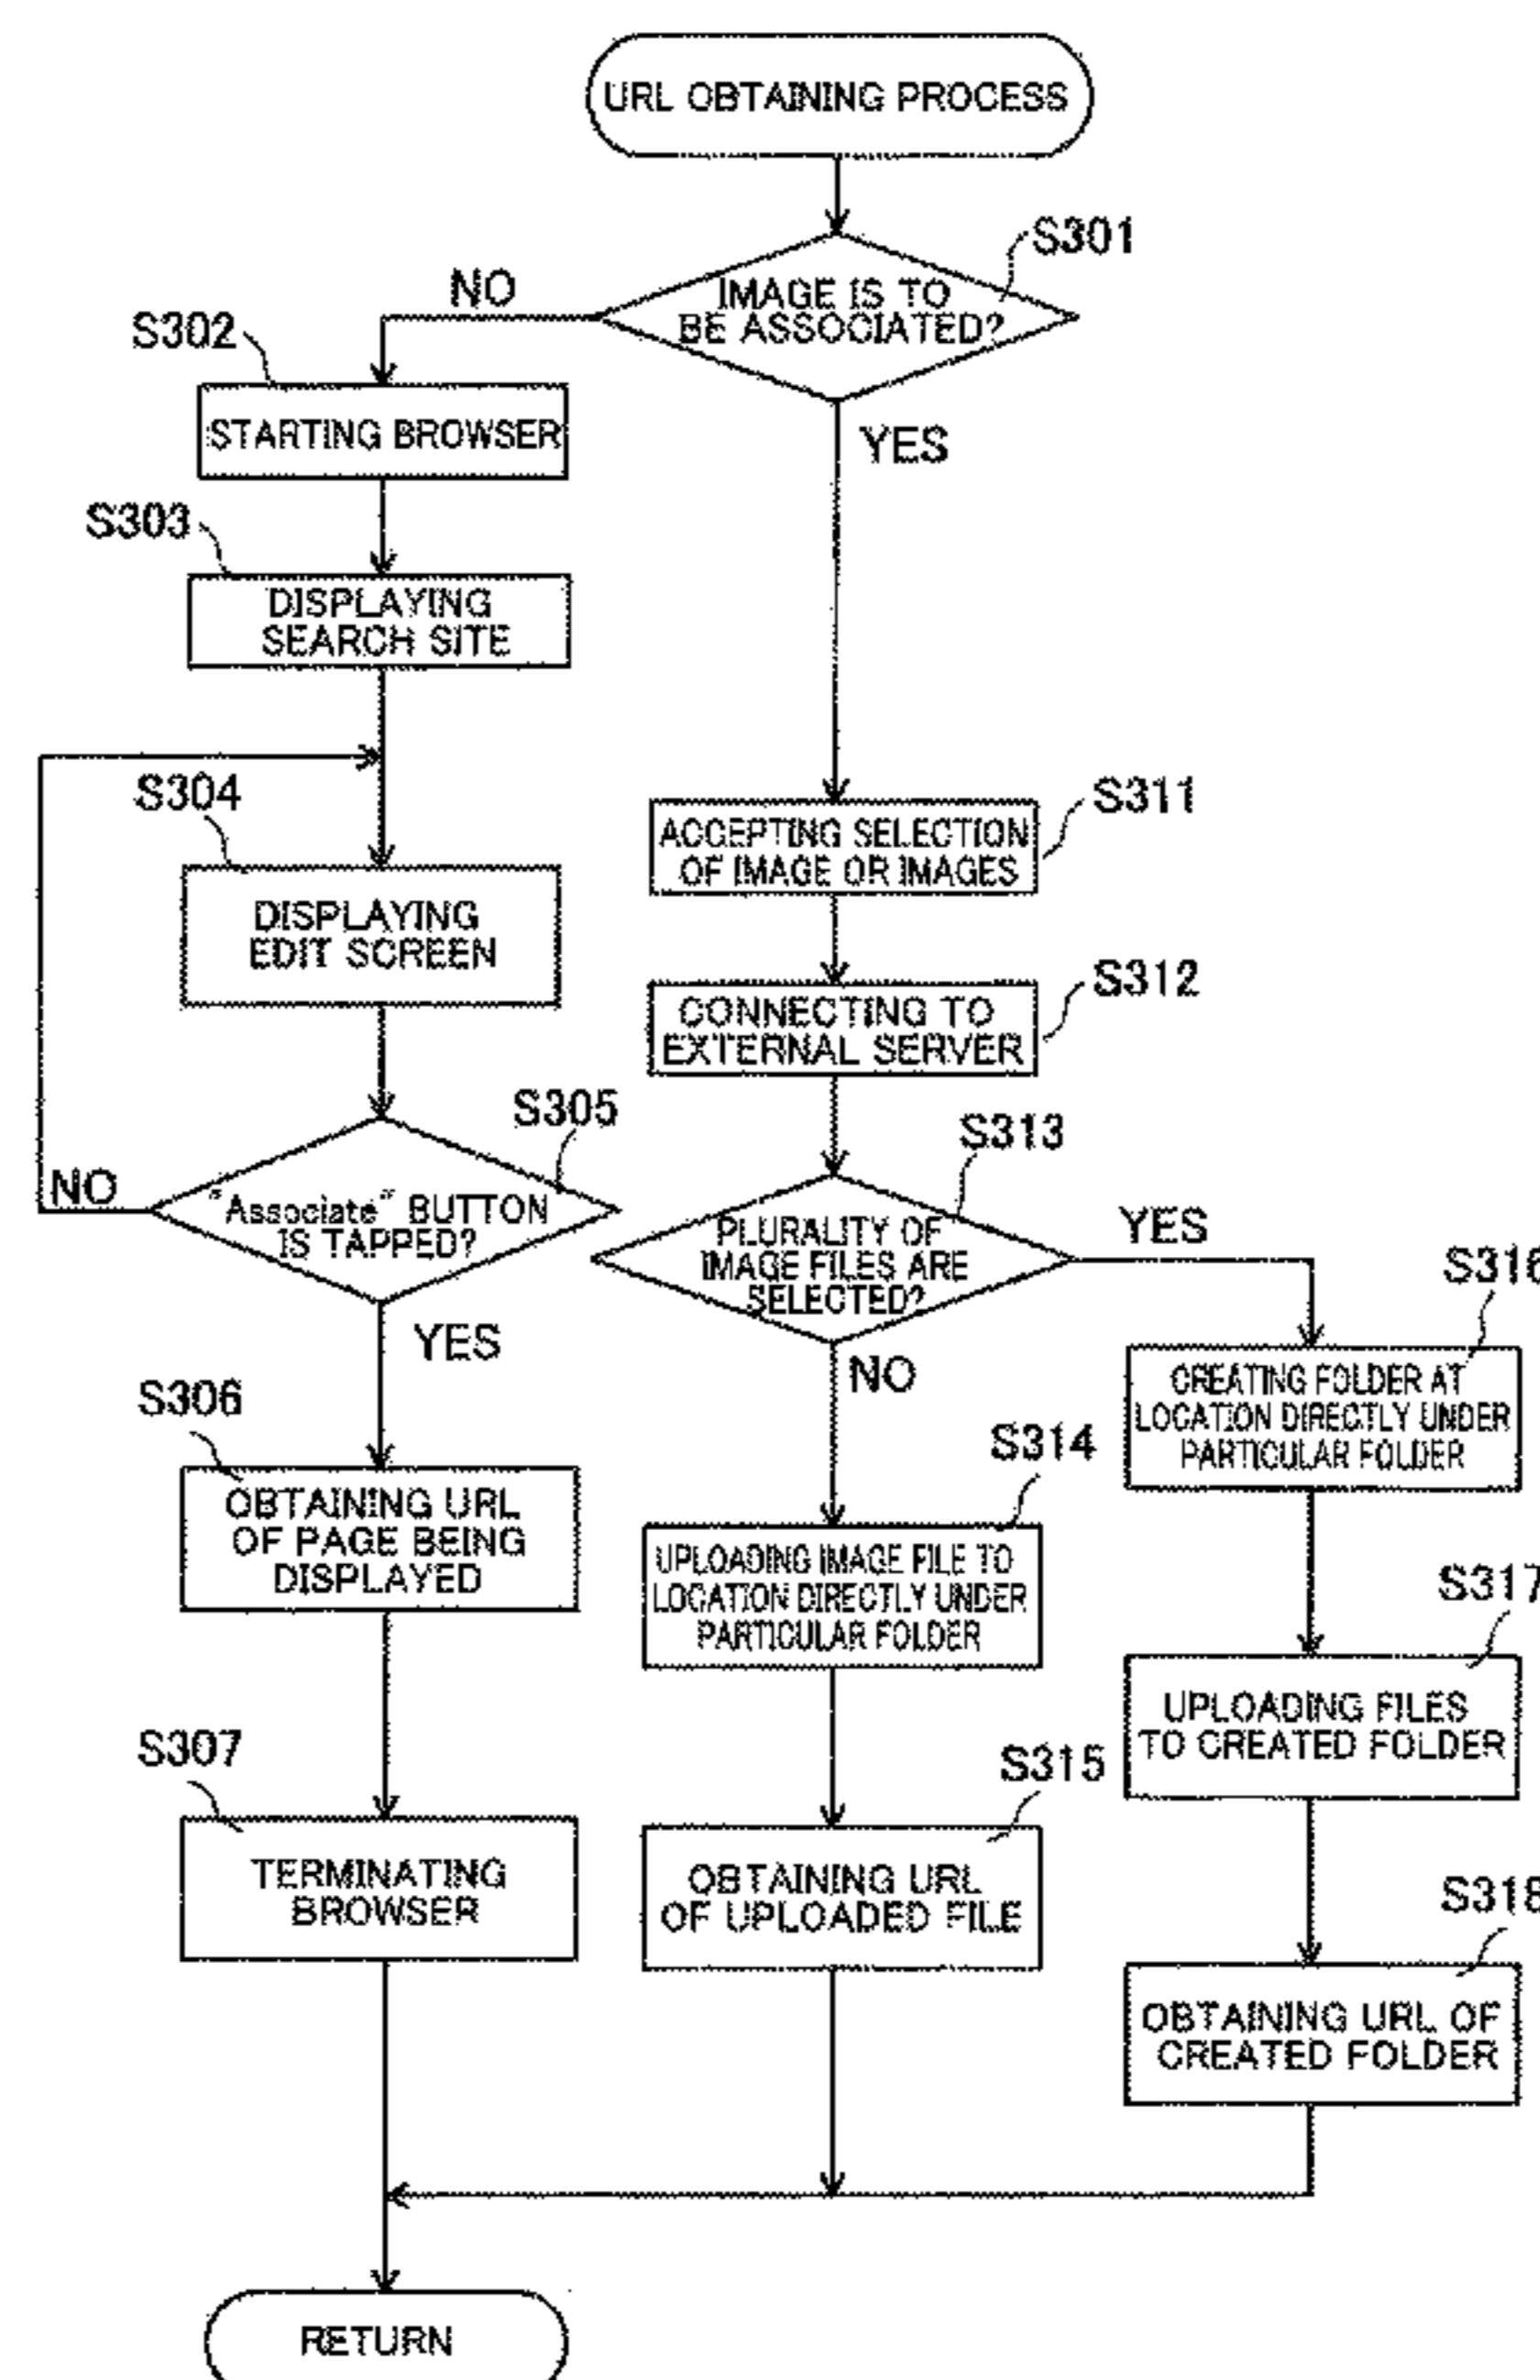 URL OBTAINING PROCESS
S301
IMAGE IS TO
BE ASSOCIATED?
NO
YES
S302
STARTING BROWSER
S303
DISPLAYING
SEARCH SITE
S304
DISPLAYING
EDIT SCREEN
S305
"Associate" BUTTON
IS TAPPED?
NO
YES
S306
OBTAINING URL
OF PAGE BEING
DISPLAYED
S307
TERMINATING
BROWSER
S311
ACCEPTING SELECTION
OF IMAGE OR IMAGES
S312
CONNECTING TO
EXTERNAL SERVER
S313
PLURALITY OF
IMAGE FILES ARE
SELECTED?
YES
NO
S314
UPLOADING IMAGE FILE TO
LOCATION DIRECTLY UNDER
PARTICULAR FOLDER
S315
OBTAINING URL
OF UPLOADED FILE
S316
CREATING FOLDER AT
LOCATION DIRECTLY UNDER
PARTICULAR FOLDER
S317
UPLOADING FILES
TO CREATED FOLDER
S318
OBTAINING URL OF
CREATED FOLDER
RETURN